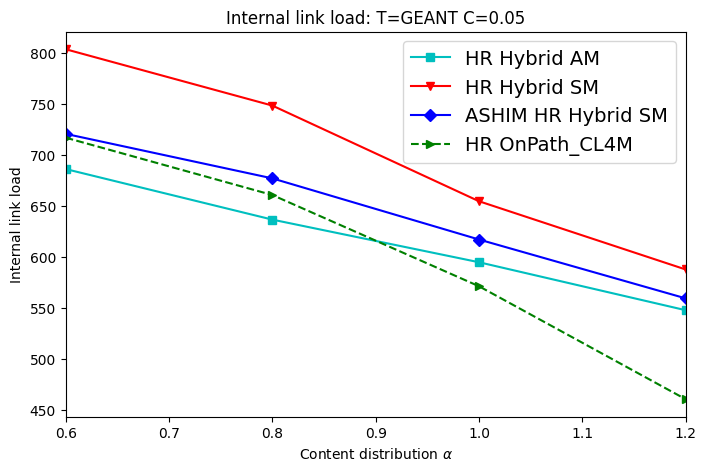 Internal link load: T=GEANT C=0.05
HR Hybrid AM
HR Hybrid SM
ASHIM HR Hybrid SM
HR OnPath_CL4M
Internal link load
800
750
700
650
600
550
500
450
0.6
0.7
0.8
0.9
1.0
1.1
1.2
Content distribution α